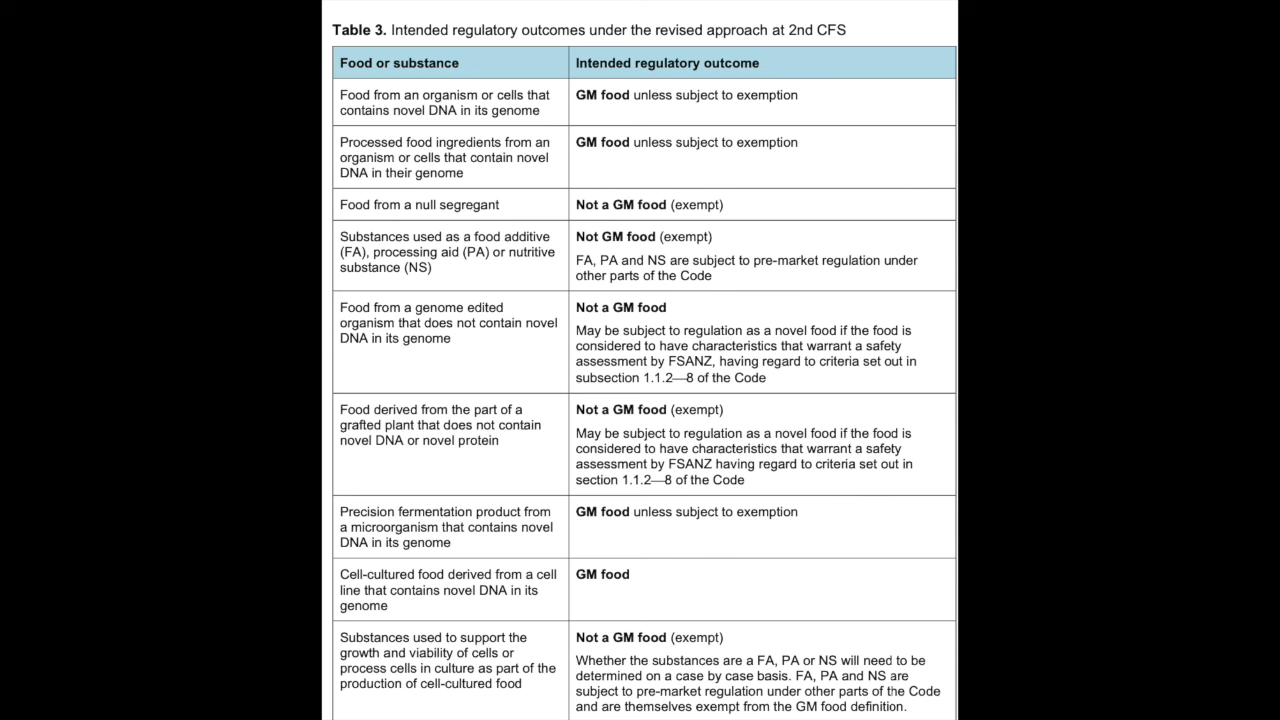 Table 3. Intended regulatory outcomes under the revised approach at 2nd CFS
Food or substance
Intended regulatory outcome
Food from an organism or cells that
contains novel DNA in its genome
GM food unless subject to exemption
Processed food ingredients from an
organism or cells that contain novel
DNA in their genome
GM food unless subject to exemption
Food from a null segregant
Not a GM food (exempt)
Substances used as a food additive
(FA), processing aid (PA) or nutritive
substance (NS)
Not GM food (exempt)
FA, PA and NS are subject to pre-market regulation under
other parts of the Code
Food from a genome edited
organism that does not contain novel
DNA in its genome
Not a GM food
May be subject to regulation as a novel food if the food is
considered to have characteristics that warrant a safety
assessment by FSANZ, having regard to criteria set out in
subsection 1.1.2—8 of the Code
Food derived from the part of a
grafted plant that does not contain
novel DNA or novel protein
Not a GM food (exempt)
May be subject to regulation as a novel food if the food is
considered to have characteristics that warrant a safety
assessment by FSANZ having regard to criteria set out in
section 1.1.2—8 of the Code
Precision fermentation product from
a microorganism that contains novel
DNA in its genome
GM food unless subject to exemption
Cell-cultured food derived from a cell
line that contains novel DNA in its
genome
GM food
Substances used to support the
growth and viability of cells or
process cells in culture as part of the
production of cell-cultured food
Not a GM food (exempt)
Whether the substances are a FA, PA or NS will need to be
determined on a case by case basis. FA, PA and NS are
subject to pre-market regulation under other parts of the Code
and are themselves exempt from the GM food definition.